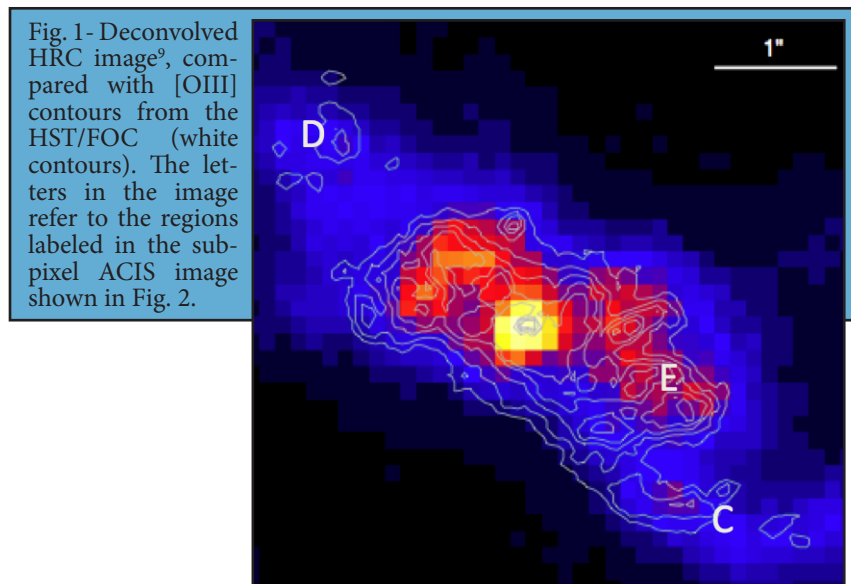 Fig. 1- Deconvolved
HRC image⁹, com-
pared with [OIII]
contours from the
HST/FOC (white
contours). The let-
ters in the image
refer to the regions
labeled in the sub-
pixel ACIS image
shown in Fig. 2.
1"
D
E
C